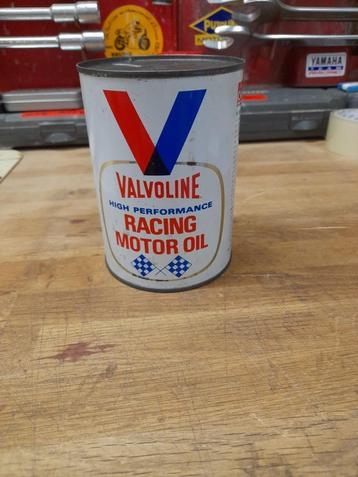 VALVOLINE
HIGH PERFORMANCE
RACING
MOTOR OIL
YAMAHA